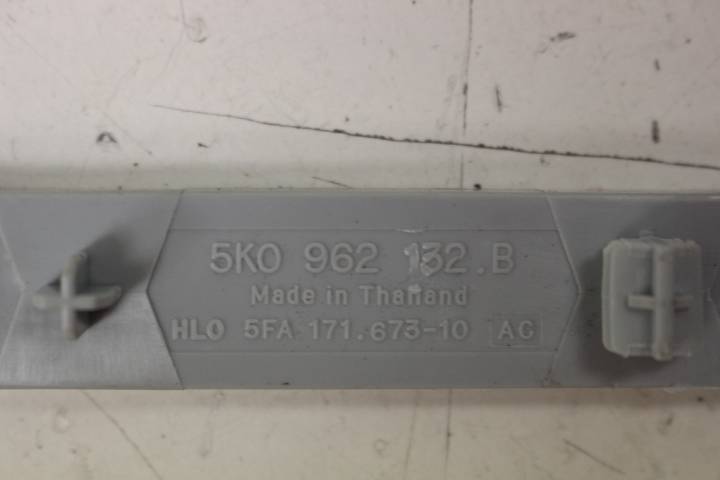 5K0 962 132.B
Made in Thailand
HLO 5FA 171.673-10 AC